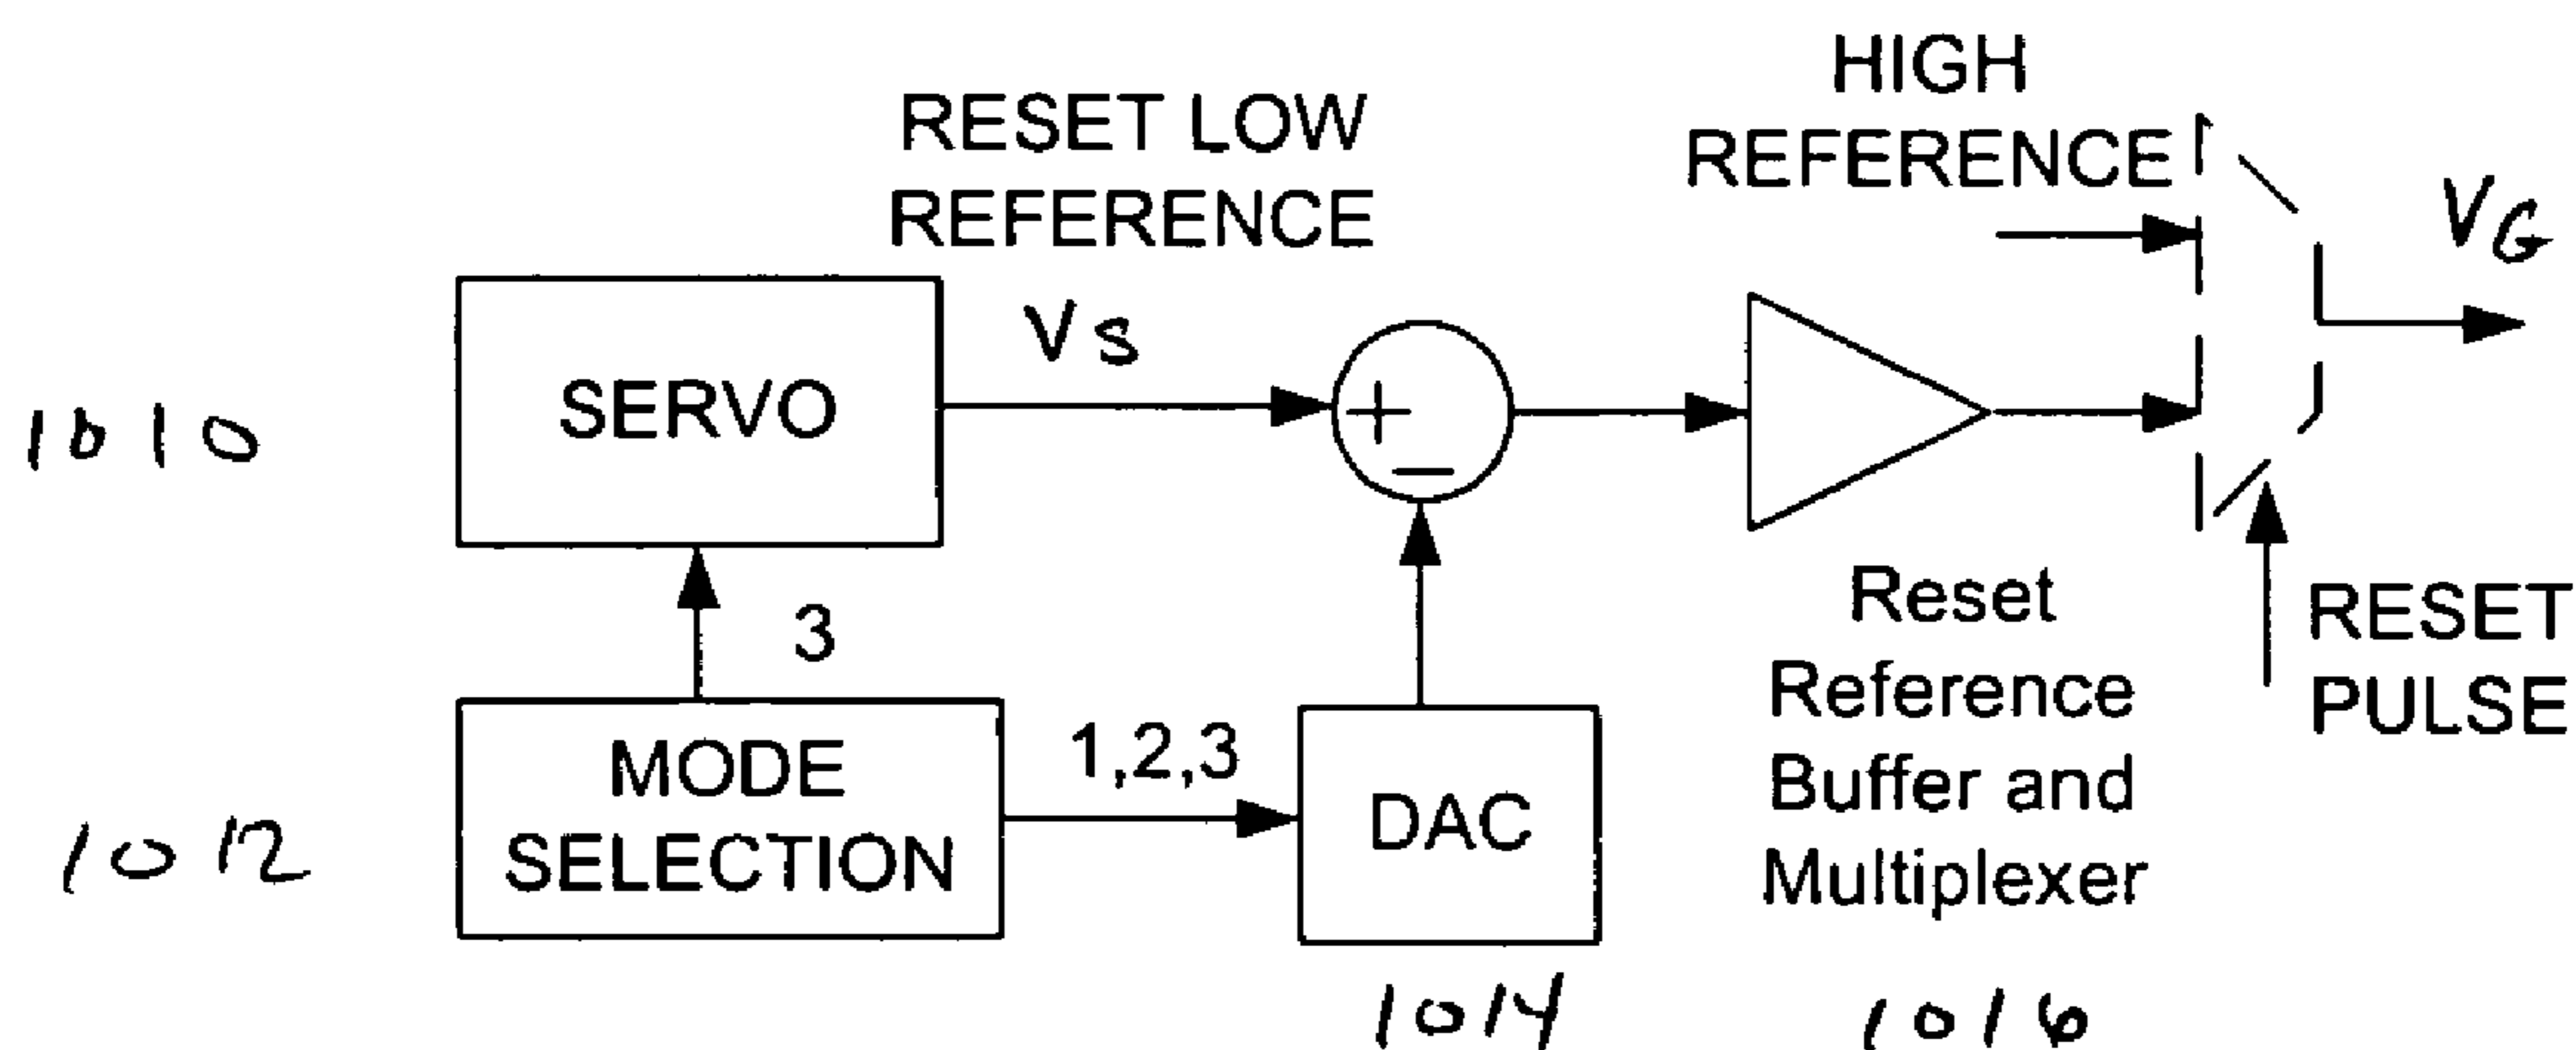 HIGH
REFERENCE
RESET LOW
REFERENCE
VG
VS
SERVO
1010
+
−
3
MODE
SELECTION
1,2,3
DAC
Reset
Reference
Buffer and
Multiplexer
RESET
PULSE
1012
1014
1016